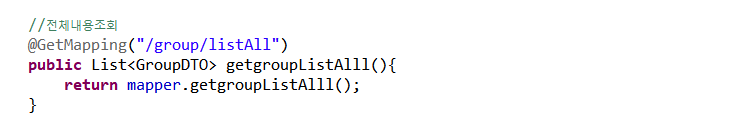 //전체내용조회
@GetMapping("/group/listAll")
public List<GroupDTO> getgroupListAlll(){
    return mapper.getgroupListAlll();
}